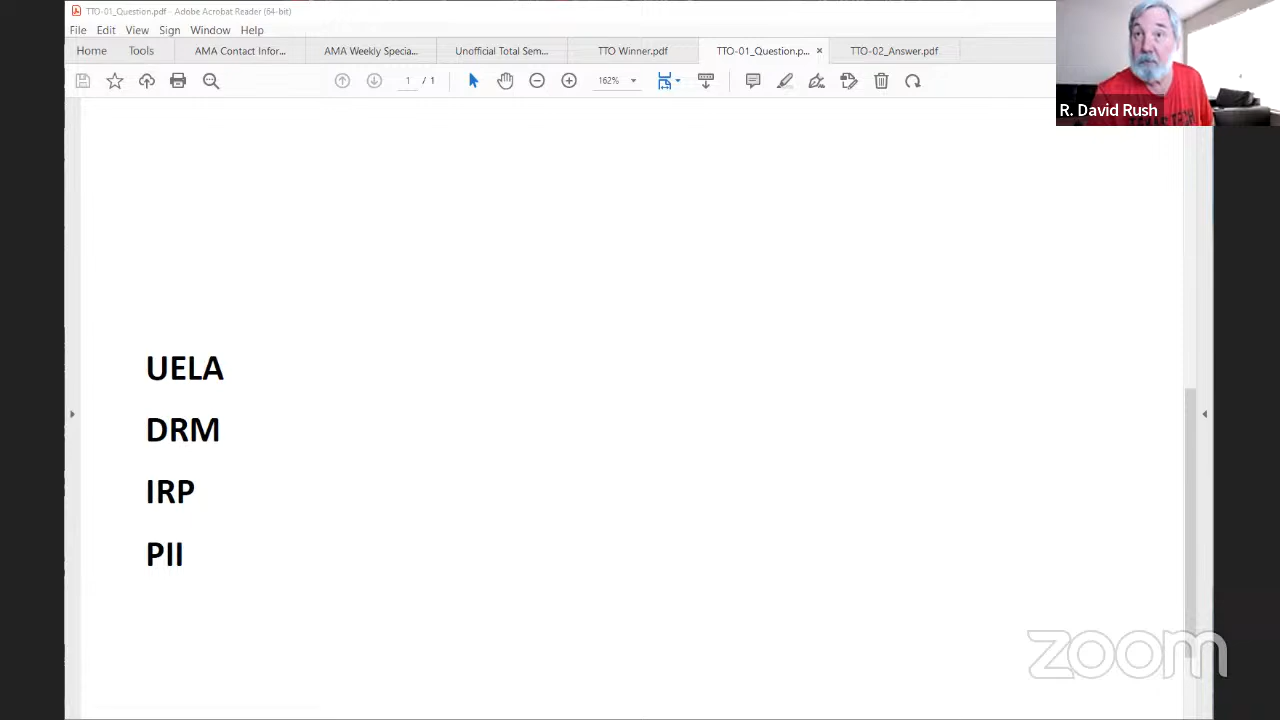 TTO-01_Question.pdf - Adobe Acrobat Reader (64-bit)
File Edit View Sign Window Help
Home Tools AMA Contact Infor... AMA Weekly Specia... Unofficial Total Sem... TTO Winner.pdf TTO-01_Question.p... × TTO-02_Answer.pdf
1 / 1 162%
R. David Rush
UELA
DRM
IRP
PII
zoom